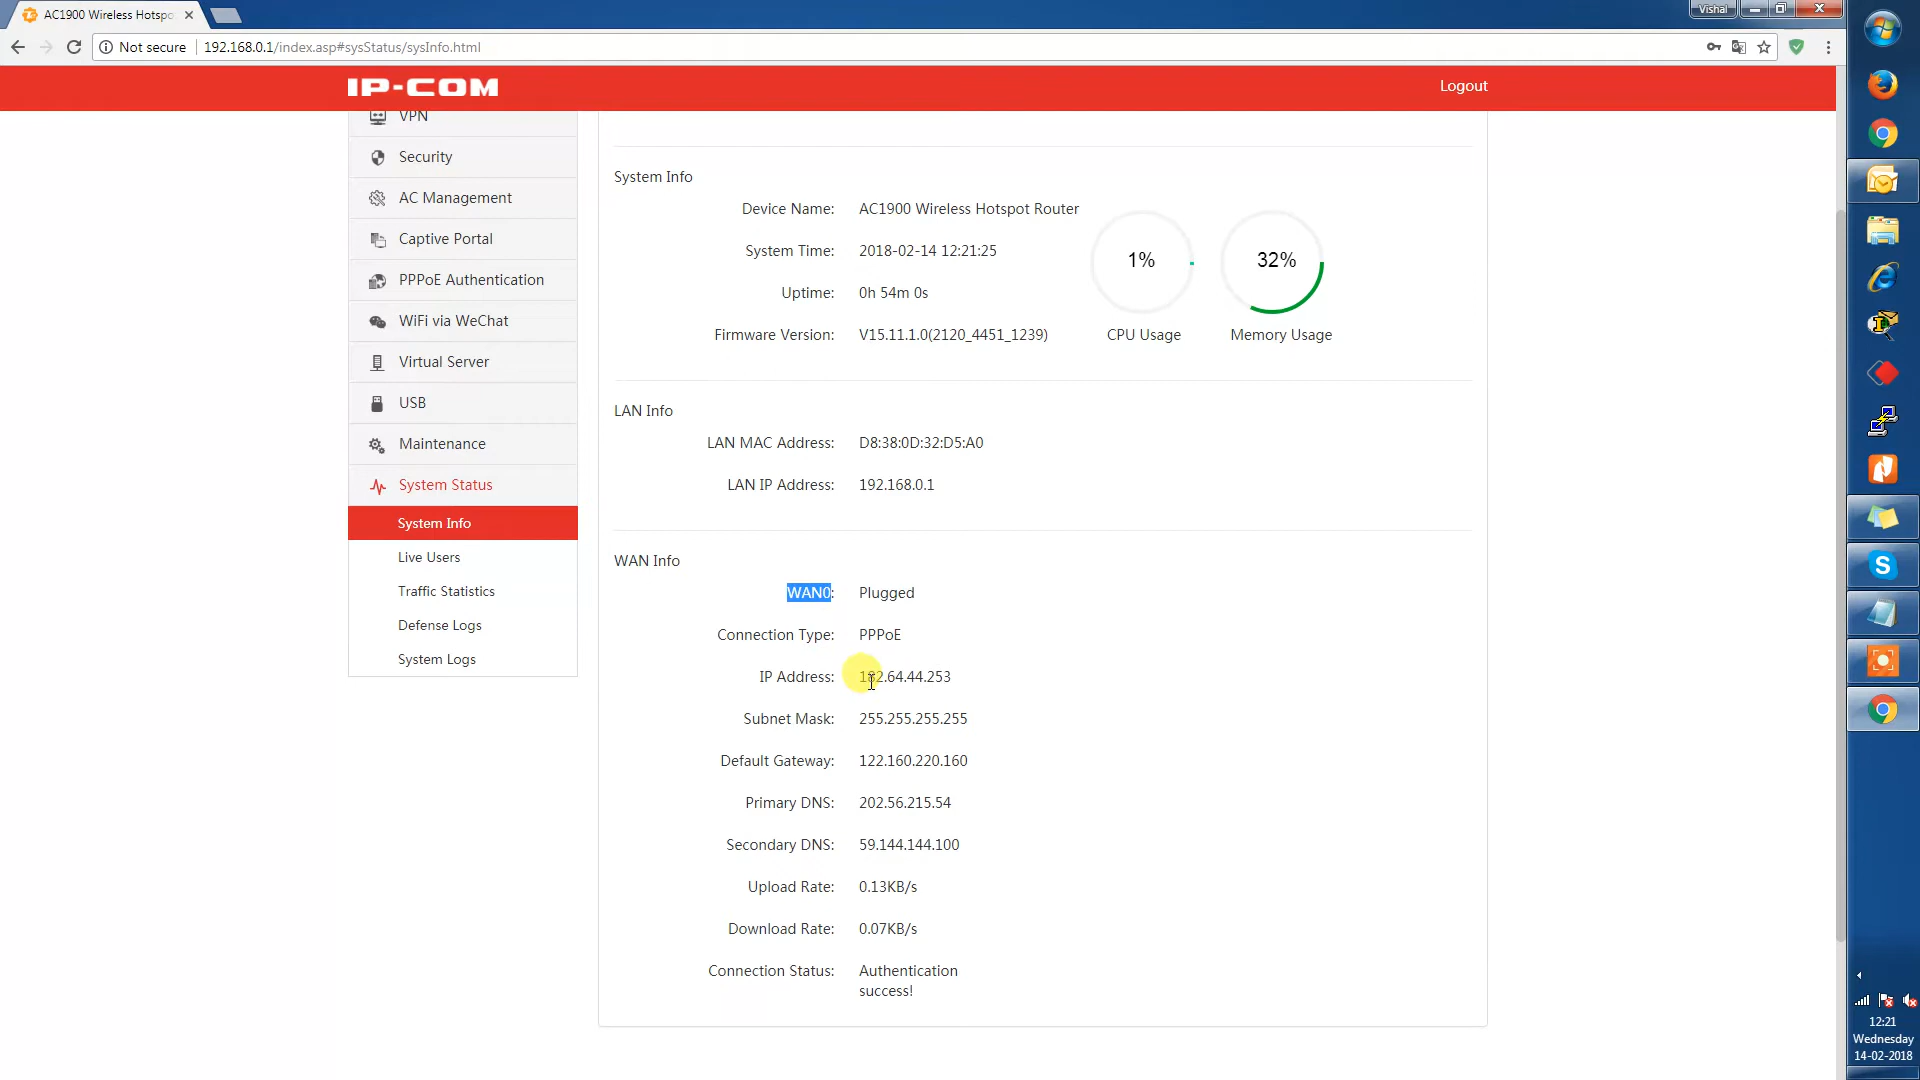 AC1900 Wireless Hotspo
Vishal
Not secure
192.168.0.1/index.asp#sysStatus/sysInfo.html
IP-COM
Logout
VPN
Security
AC Management
Captive Portal
PPPoE Authentication
WiFi via WeChat
Virtual Server
USB
Maintenance
System Status
System Info
Live Users
Traffic Statistics
Defense Logs
System Logs
System Info
Device Name: AC1900 Wireless Hotspot Router
System Time: 2018-02-14 12:21:25
Uptime: 0h 54m 0s
Firmware Version: V15.11.1.0(2120_4451_1239)
1%
CPU Usage
32%
Memory Usage
LAN Info
LAN MAC Address: D8:38:0D:32:D5:A0
LAN IP Address: 192.168.0.1
WAN Info
WAN0: Plugged
Connection Type: PPPoE
IP Address: 182.64.44.253
Subnet Mask: 255.255.255.255
Default Gateway: 122.160.220.160
Primary DNS: 202.56.215.54
Secondary DNS: 59.144.144.100
Upload Rate: 0.13KB/s
Download Rate: 0.07KB/s
Connection Status: Authentication
success!
12:21
Wednesday
14-02-2018